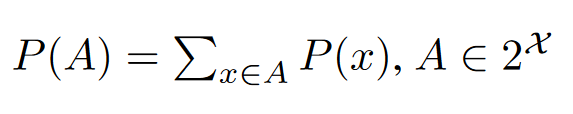 P(A) = ∑_{x∈A} P(x), A ∈ 2^𝒳